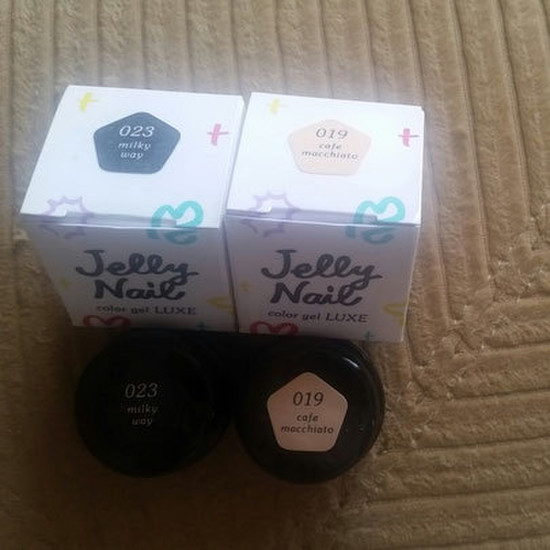 023
milky
way
019
cafe
macchiato
Jelly
Nail
color gel LUXE
Jelly
Nail
color gel LUXE
023
milky
way
019
cafe
macchiato